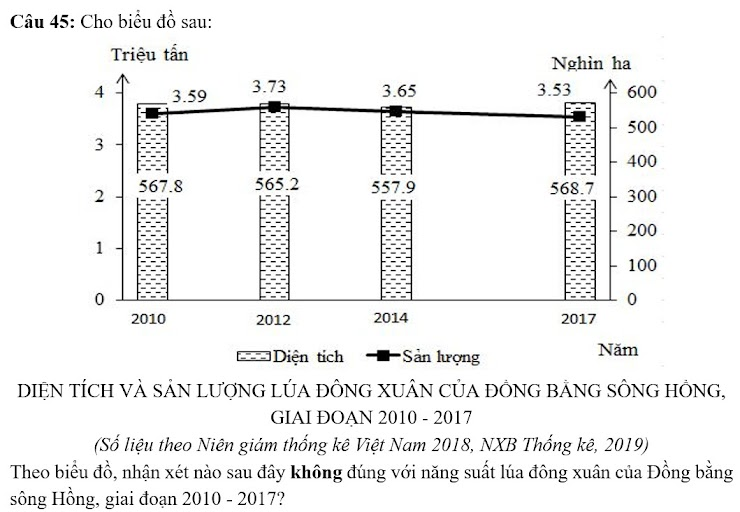 Câu 45: Cho biểu đồ sau:
Triệu tấn
Nghìn ha
4 3.59 3.73 3.65 3.53 600
500
3 400
567.8 565.2 557.9 568.7
2 300
200
1
100
0 0
2010 2012 2014 2017
Năm
Diện tích Sản lượng
DIỆN TÍCH VÀ SẢN LƯỢNG LÚA ĐÔNG XUÂN CỦA ĐỒNG BẰNG SÔNG HỒNG,
GIAI ĐOẠN 2010 - 2017
(Số liệu theo Niên giám thống kê Việt Nam 2018, NXB Thống kê, 2019)
Theo biểu đồ, nhận xét nào sau đây không đúng với năng suất lúa đông xuân của Đồng bằng
sông Hồng, giai đoạn 2010 - 2017?